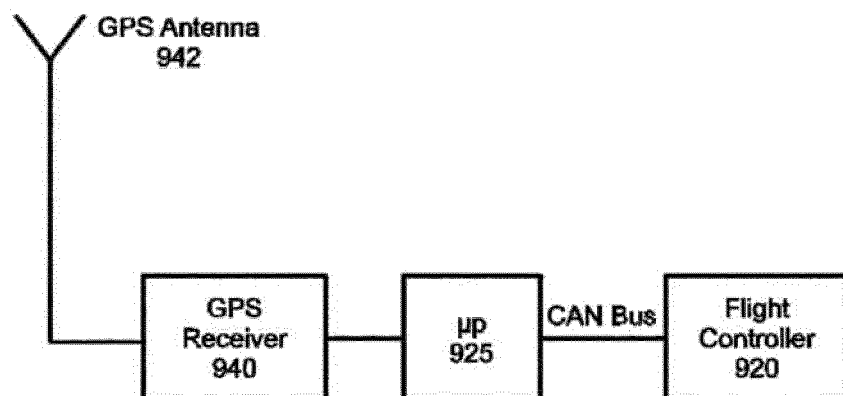 GPS Antenna
942
GPS
Receiver
940
µp
925
CAN Bus
Flight
Controller
920